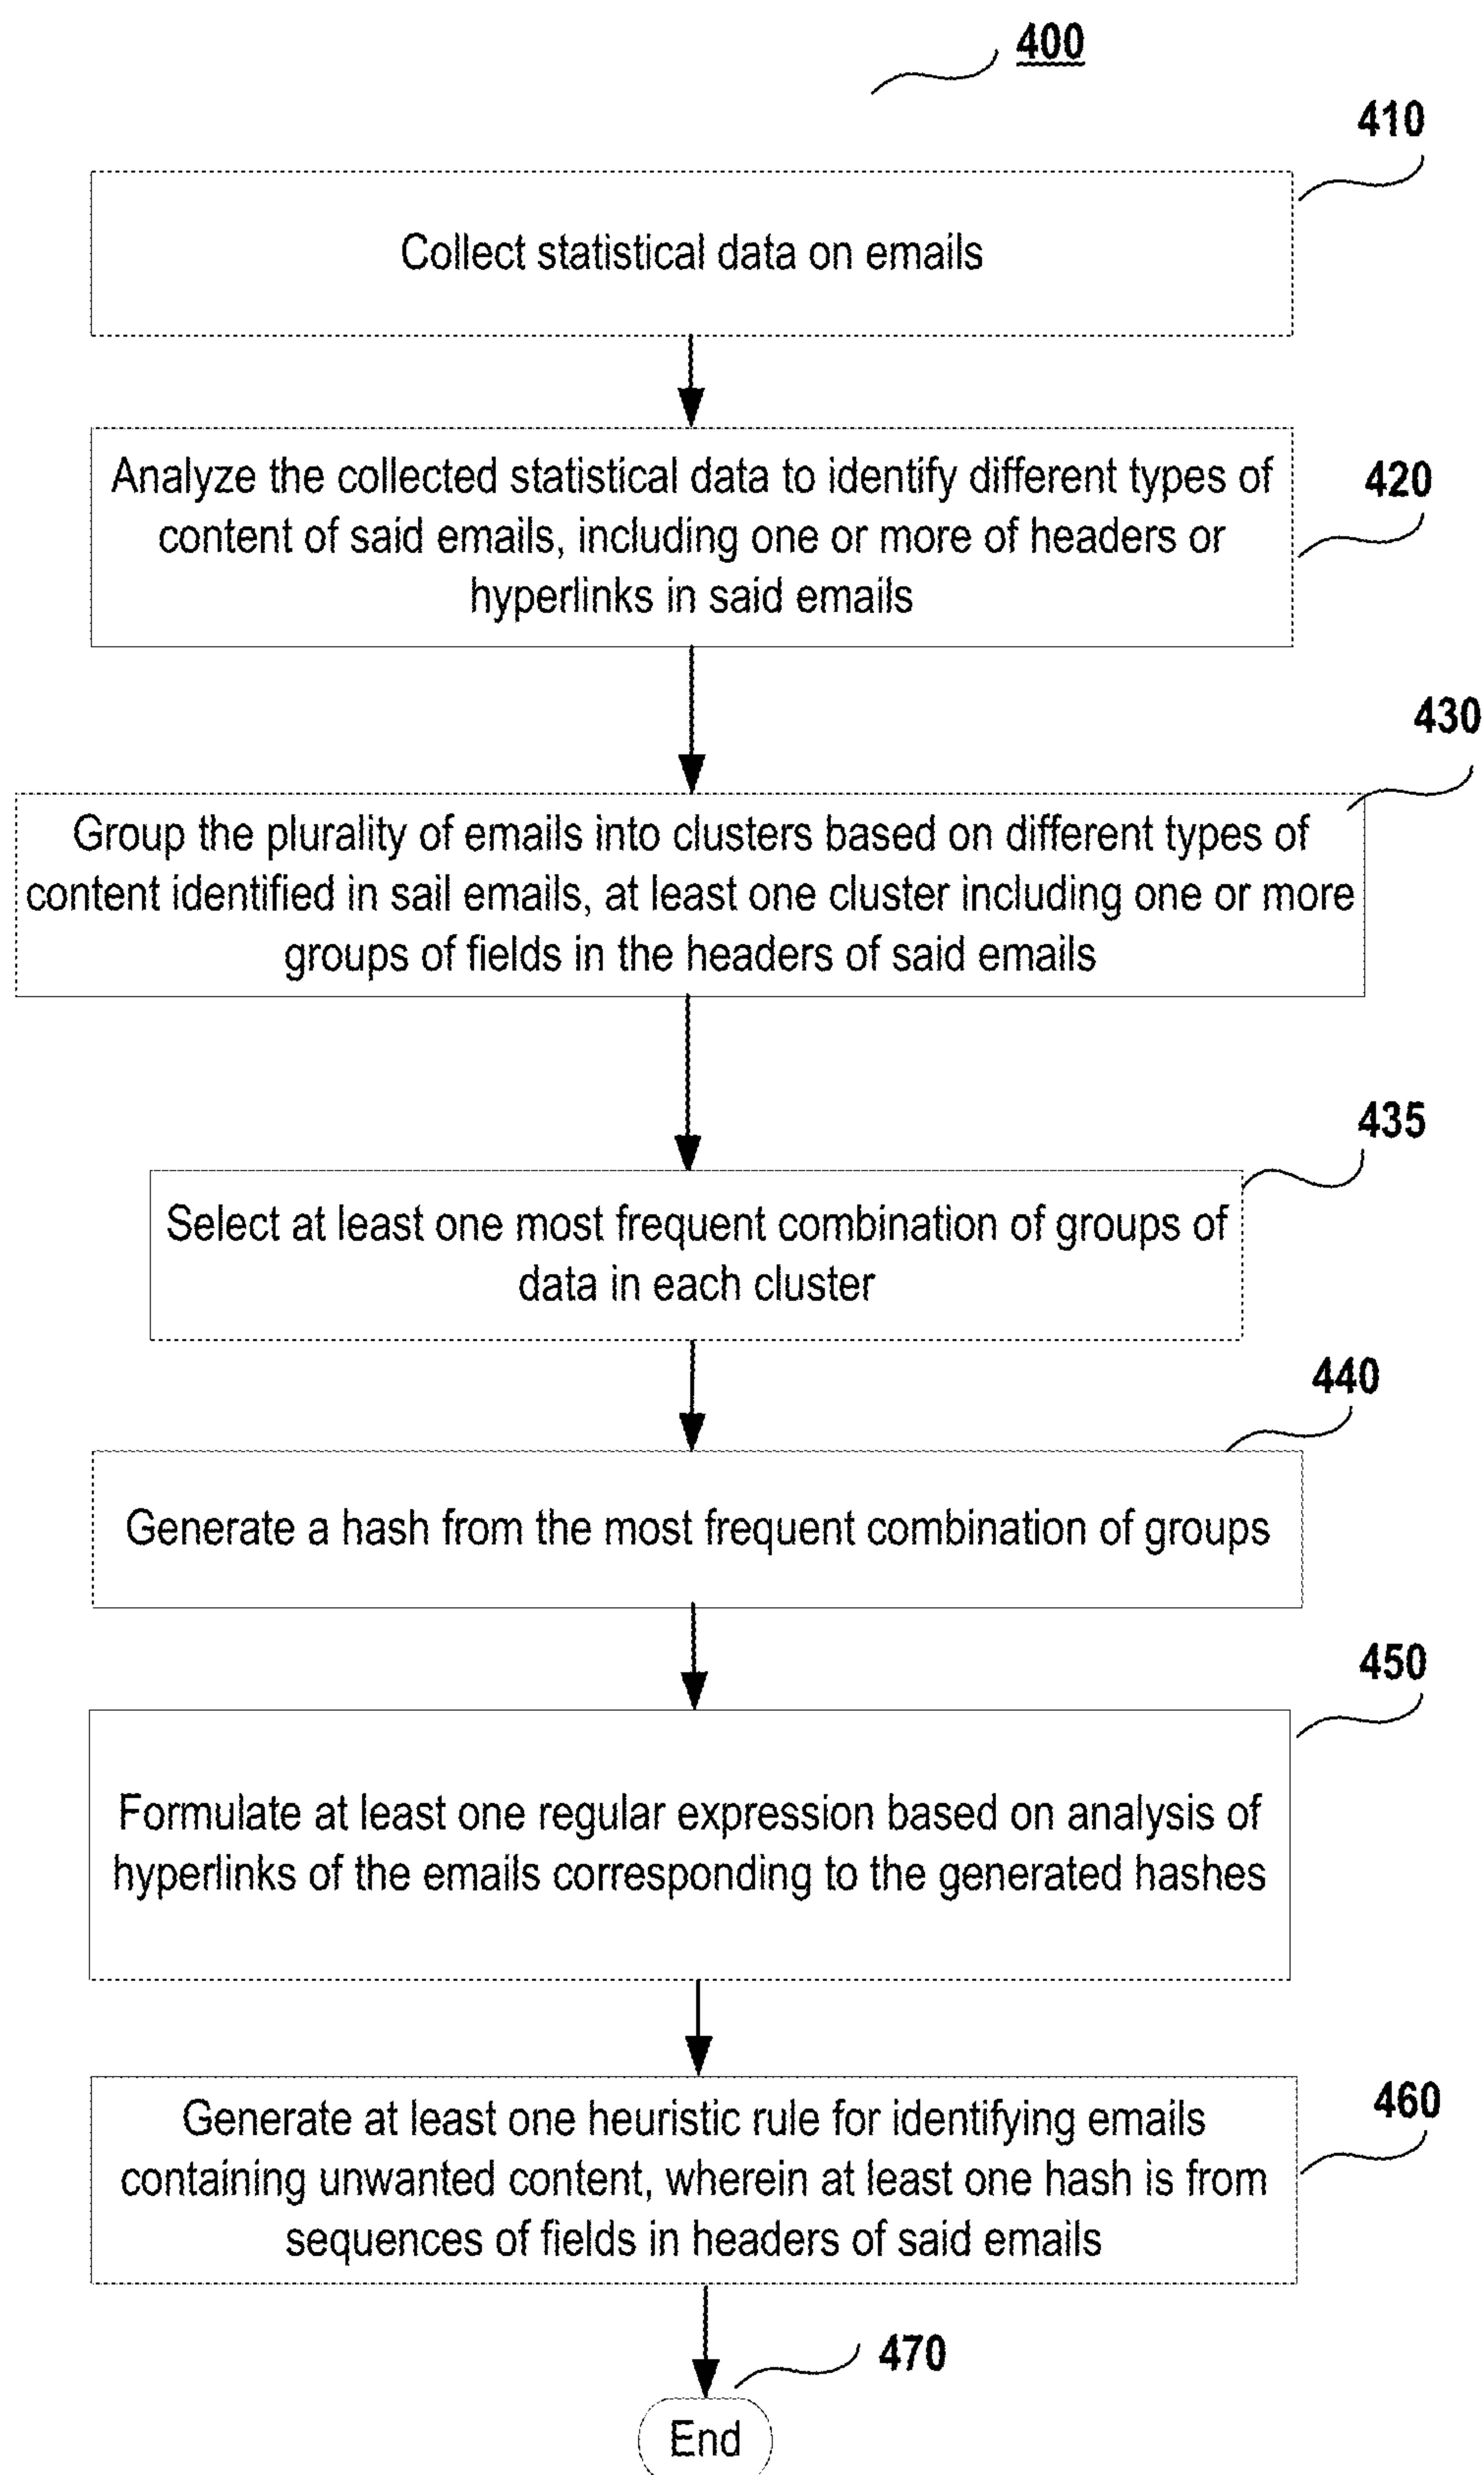 400
410
Collect statistical data on emails
Analyze the collected statistical data to identify different types of
content of said emails, including one or more of headers or
hyperlinks in said emails
420
430
Group the plurality of emails into clusters based on different types of
content identified in sail emails, at least one cluster including one or more
groups of fields in the headers of said emails
435
Select at least one most frequent combination of groups of
data in each cluster
440
Generate a hash from the most frequent combination of groups
450
Formulate at least one regular expression based on analysis of
hyperlinks of the emails corresponding to the generated hashes
Generate at least one heuristic rule for identifying emails
containing unwanted content, wherein at least one hash is from
sequences of fields in headers of said emails
460
470
End